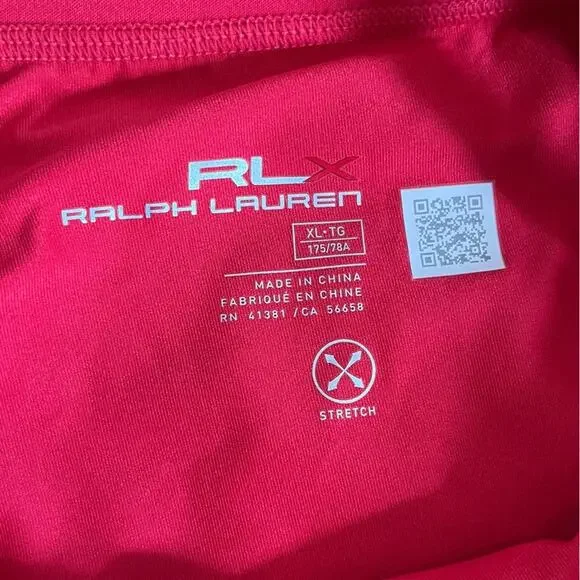 RLX
RALPH LAUREN
XL•TG
175/78A
MADE IN CHINA
FABRIQUÉ EN CHINE
RN 41381 / CA 56658
STRETCH